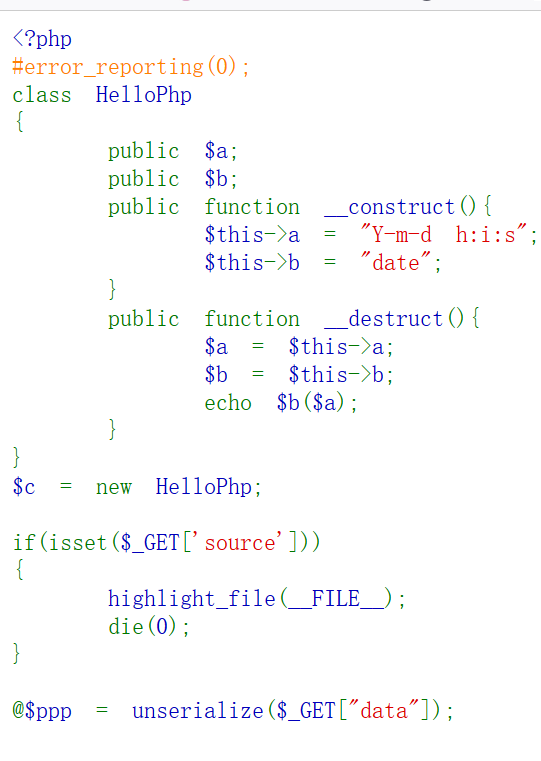 <?php
#error_reporting(0);
class HelloPhp
{
public $a;
public $b;
public function __construct(){
$this->a = "Y-m-d h:i:s";
$this->b = "date";
}
public function __destruct(){
$a = $this->a;
$b = $this->b;
echo $b($a);
}
}
$c = new HelloPhp;
if(isset($_GET['source']))
{
highlight_file(__FILE__);
die(0);
}
@$ppp = unserialize($_GET["data"]);